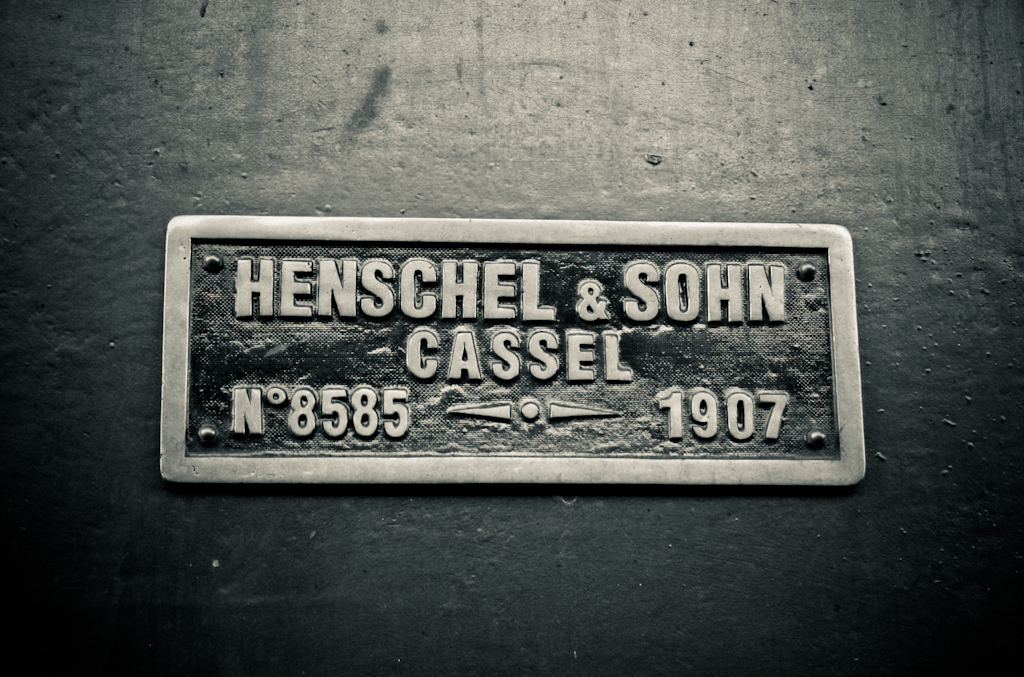 HENSCHEL & SOHN
CASSEL
N°8585 1907